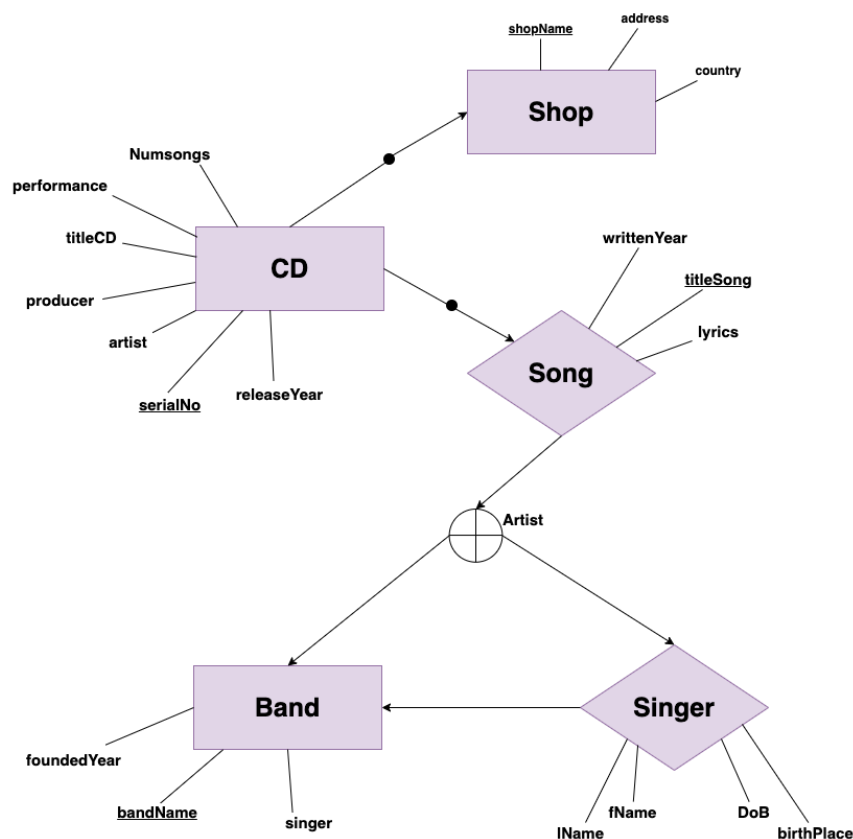 shopName
address
country
Shop
Numsongs
performance
titleCD
CD
producer
artist
serialNo
releaseYear
writtenYear
titleSong
lyrics
Song
Artist
Band
Singer
foundedYear
bandName
singer
lName
fName
DoB
birthPlace